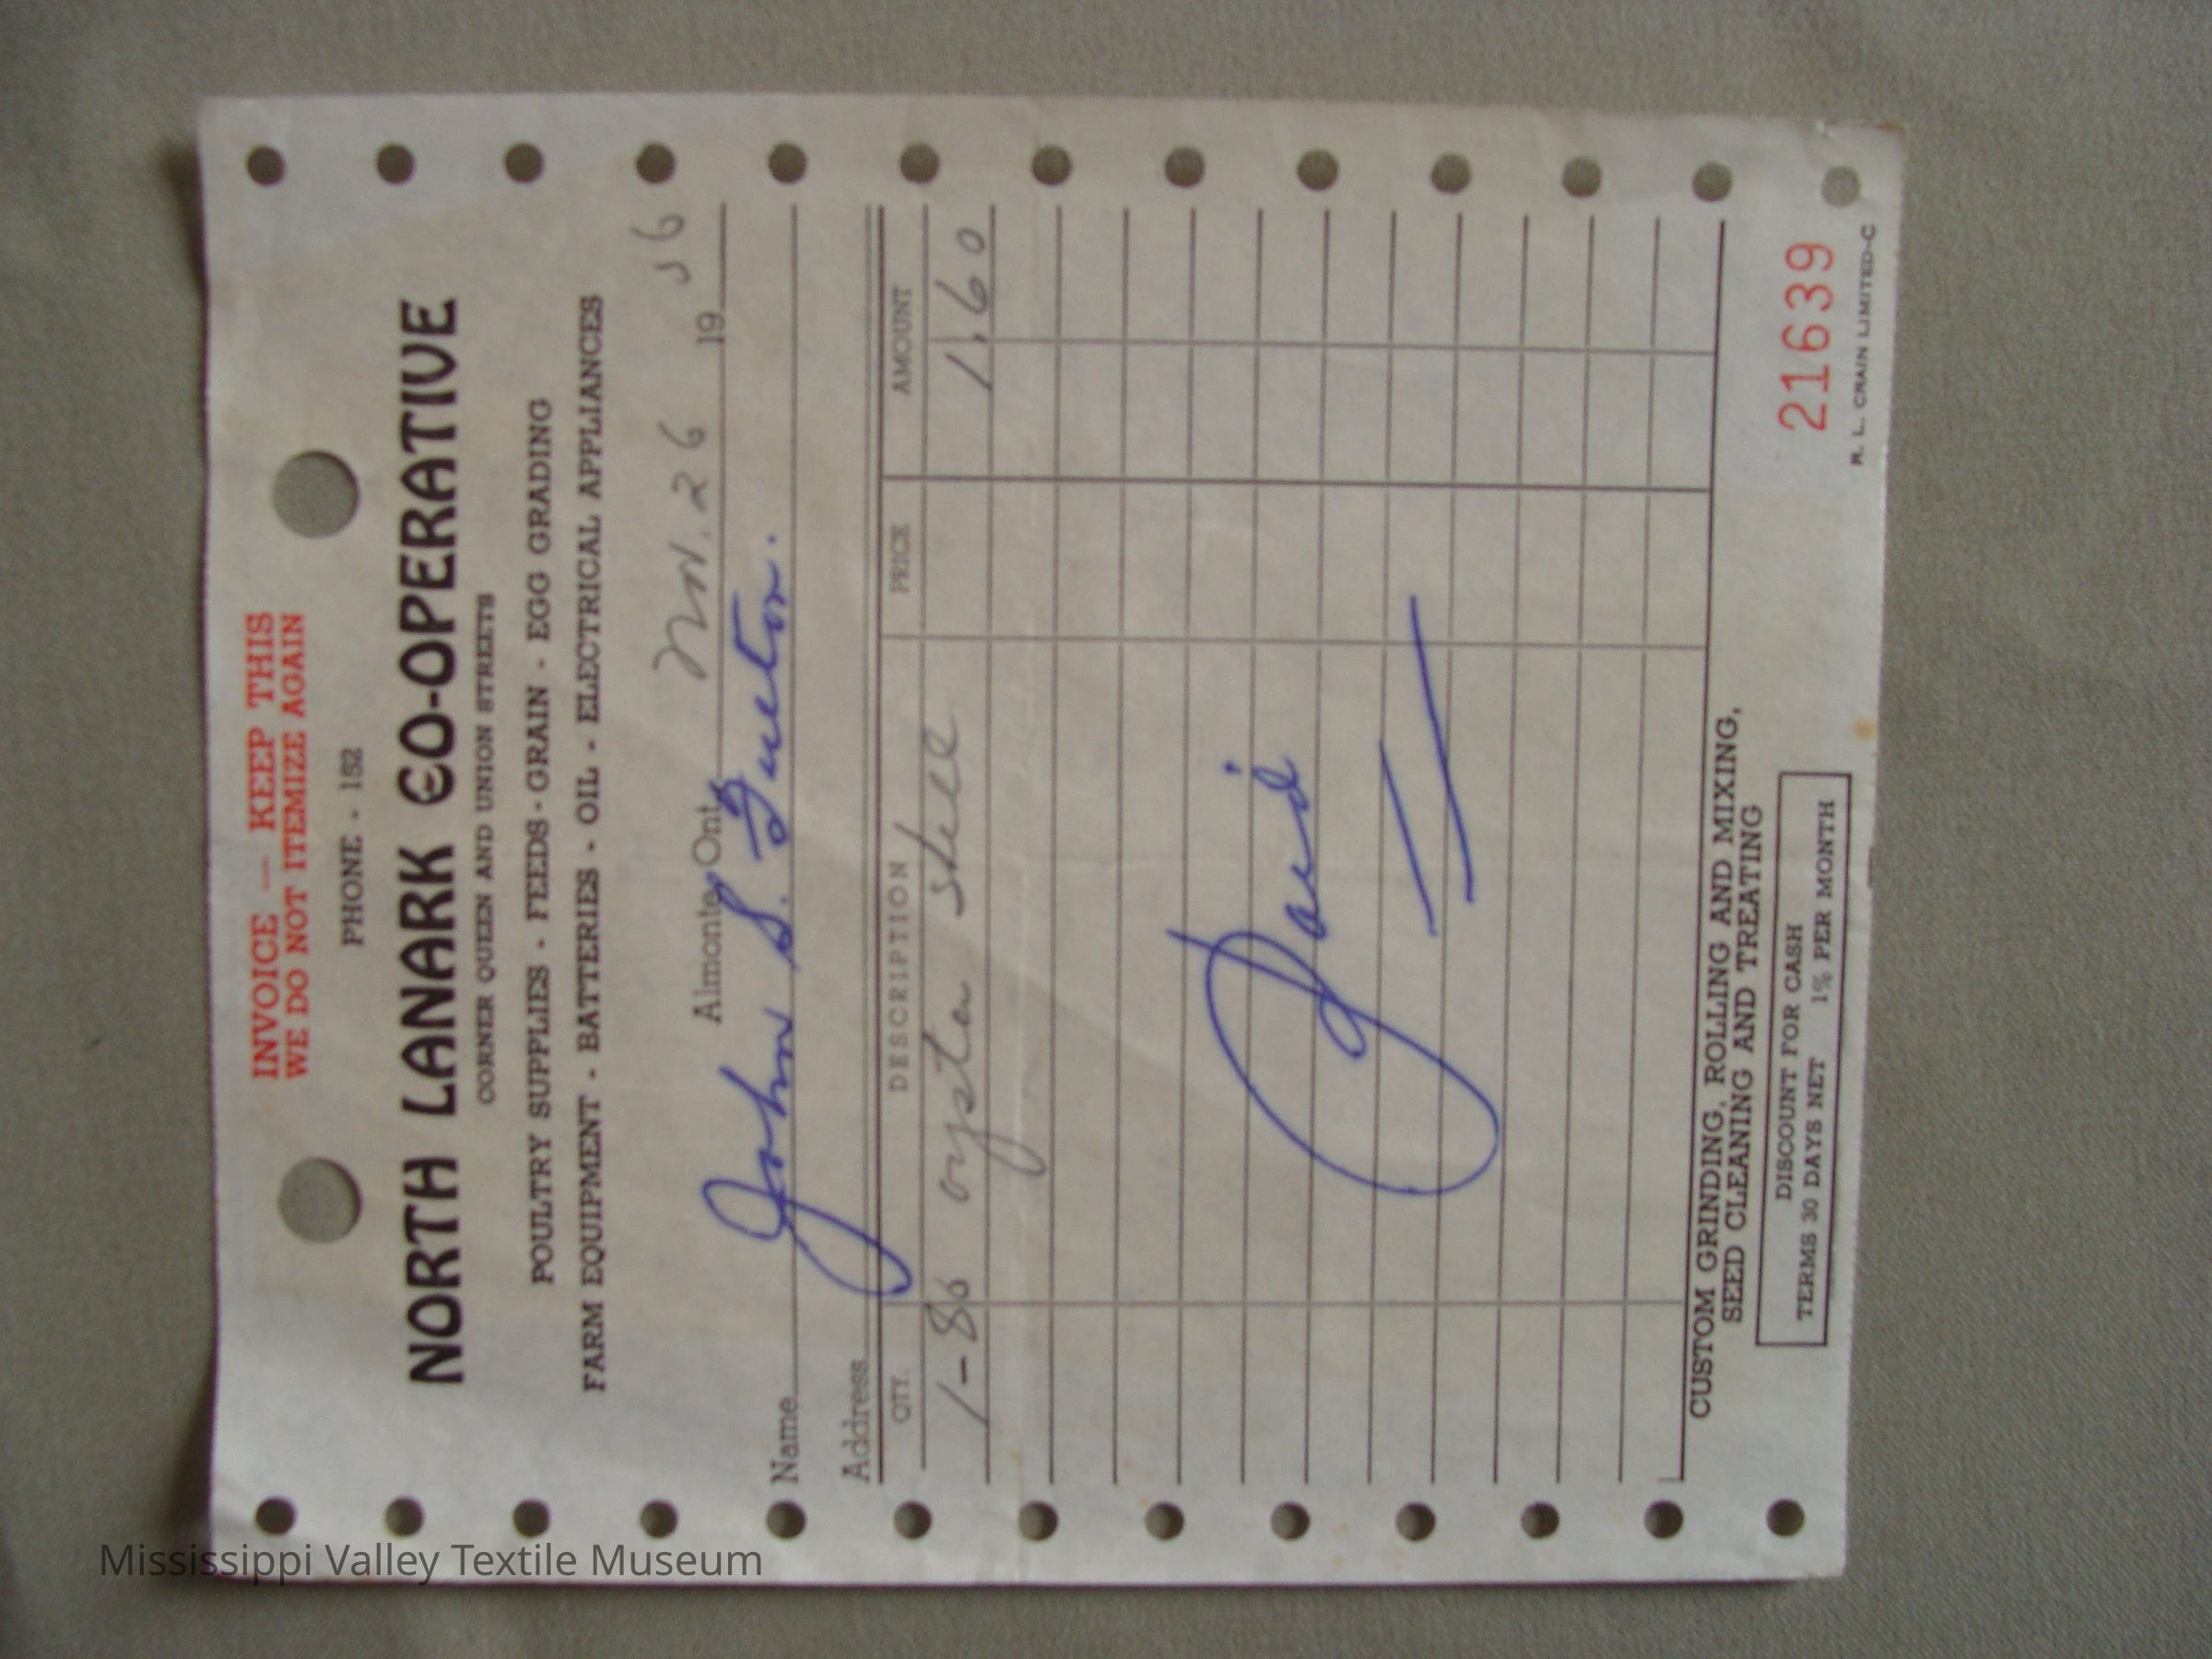 INVOICE — KEEP THIS
WE DO NOT ITEMIZE AGAIN
PHONE - 152
NORTH LANARK CO-OPERATIVE
CORNER QUEEN AND UNION STREETS
POULTRY SUPPLIES - FEEDS - GRAIN - EGG GRADING
FARM EQUIPMENT - BATTERIES - OIL - ELECTRICAL APPLIANCES
Almonte, Ont. 26 19 56
Name John S.
Address
QTY. DESCRIPTION PRICE AMOUNT
1-80 oyster shell 1.60
Paid
CUSTOM GRINDING, ROLLING AND MIXING,
SEED CLEANING AND TREATING
DISCOUNT FOR CASH
TERMS 30 DAYS NET 1% PER MONTH
21639
R. L. CRAIN LIMITED-C
Mississippi Valley Textile Museum